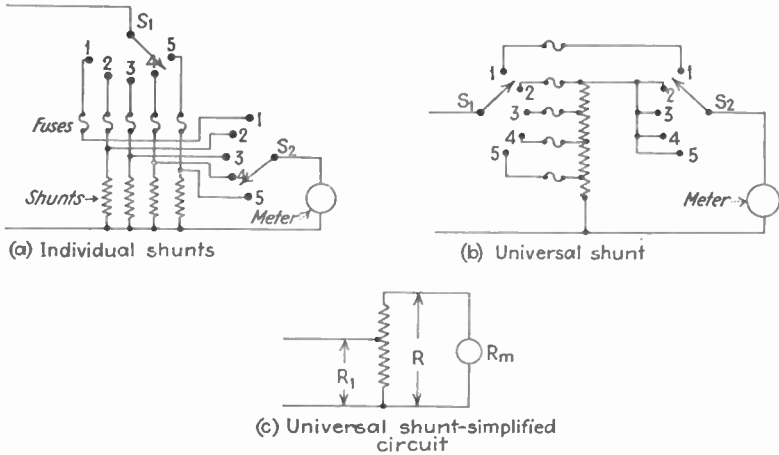 S1
1
2
3
4
5
Fuses
1
2
3
4
5
S2
Shunts
Meter
(a) Individual shunts
1
2
3
4
5
S1
1
2
3
4
5
S2
Meter
(b) Universal shunt
R1
R
Rm
(c) Universal shunt-simplified
circuit